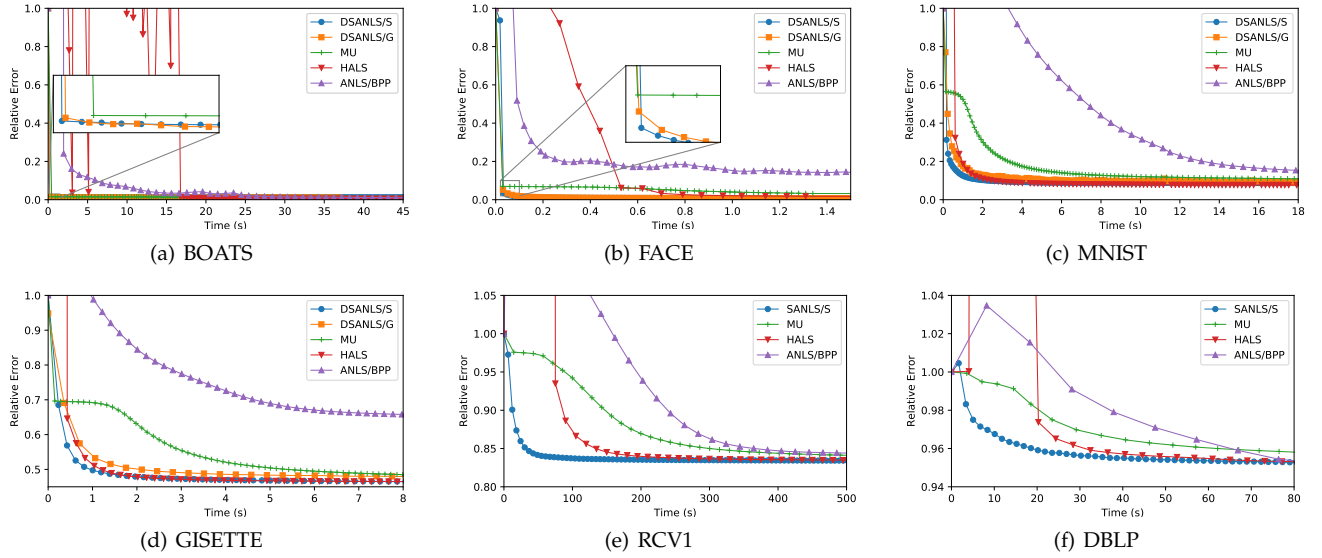 1.0
0.8
0.6
0.4
0.2
0.0
Relative Error
0 5 10 15 20 25 30 35 40 45
Time (s)
DSANLS/S
DSANLS/G
MU
HALS
ANLS/BPP
(a) BOATS
1.0
0.8
0.6
0.4
0.2
0.0
Relative Error
0.0 0.2 0.4 0.6 0.8 1.0 1.2 1.4
Time (s)
DSANLS/S
DSANLS/G
MU
HALS
ANLS/BPP
(b) FACE
1.0
0.8
0.6
0.4
0.2
0.0
Relative Error
0 2 4 6 8 10 12 14 16 18
Time (s)
DSANLS/S
DSANLS/G
MU
HALS
ANLS/BPP
(c) MNIST
1.0
0.9
0.8
0.7
0.6
0.5
Relative Error
0 1 2 3 4 5 6 7 8
Time (s)
DSANLS/S
DSANLS/G
MU
HALS
ANLS/BPP
(d) GISETTE
1.05
1.00
0.95
0.90
0.85
0.80
Relative Error
0 100 200 300 400 500
Time (s)
SANLS/S
MU
HALS
ANLS/BPP
(e) RCV1
1.04
1.02
1.00
0.98
0.96
0.94
Relative Error
0 10 20 30 40 50 60 70 80
Time (s)
SANLS/S
MU
HALS
ANLS/BPP
(f) DBLP